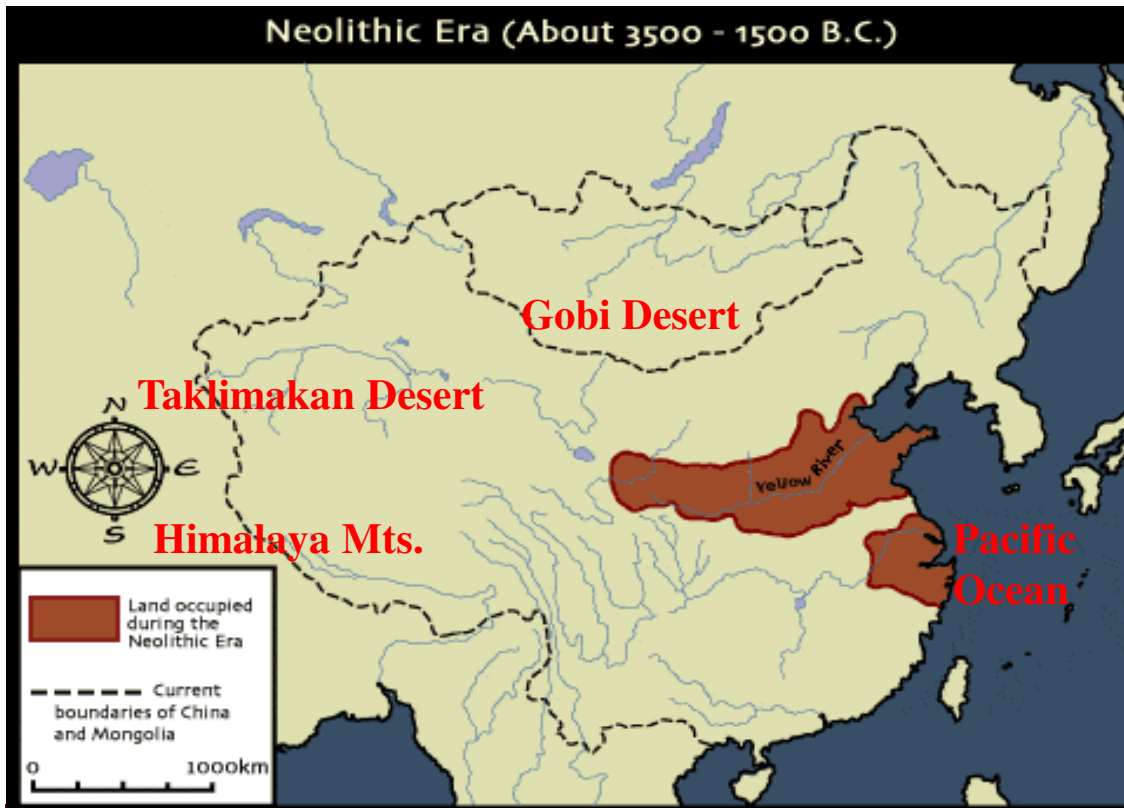 Neolithic Era (About 3500 - 1500 B.C.)
Gobi Desert
Taklimakan Desert
N
W
E
S
Yellow River
Himalaya Mts.
Pacific
Ocean
Land occupied
during the
Neolithic Era
Current
boundaries of China
and Mongolia
0
1000km